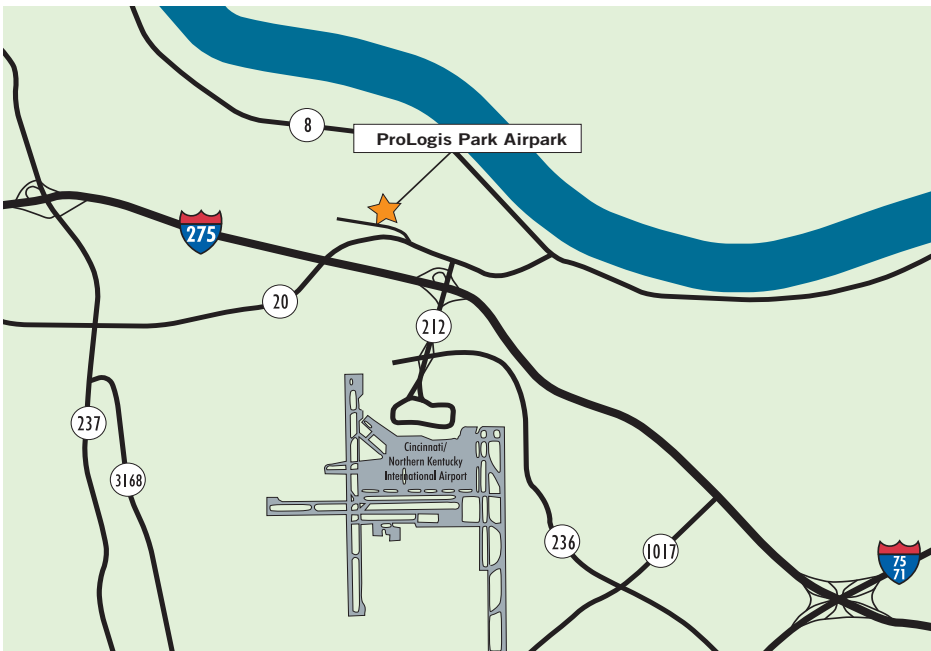 8
ProLogis Park Airpark
275
20
212
237
Cincinnati/
Northern Kentucky
International Airport
3168
236
1017
75
71